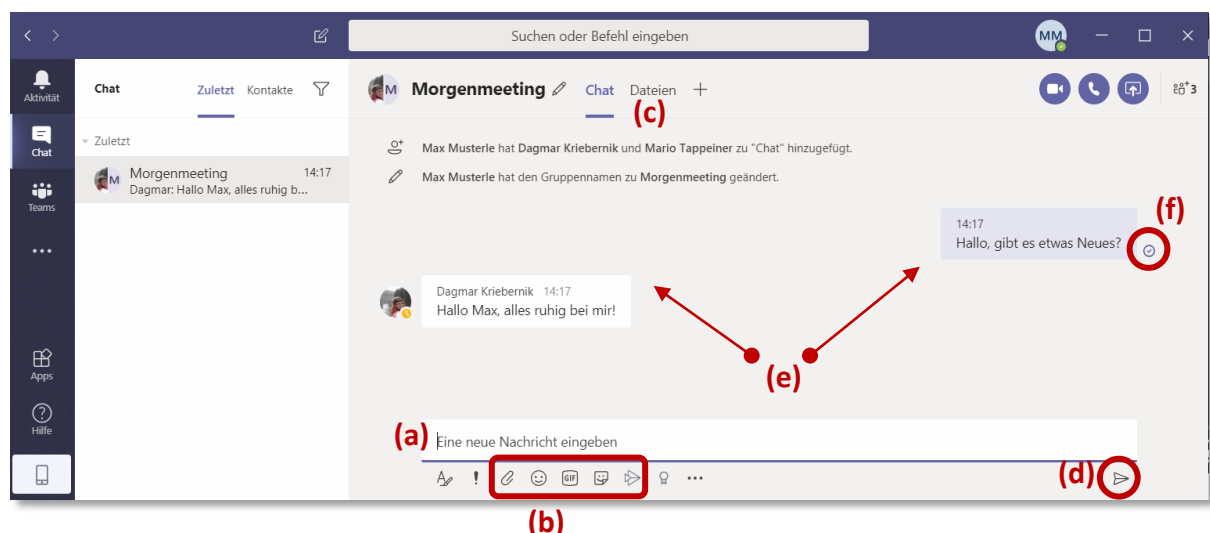 Suchen oder Befehl eingeben
MM
Aktivität
Chat
Zuletzt
Kontakte
M
Morgenmeeting
Chat
Dateien
3
(c)
Chat
Zuletzt
Max Musterle hat Dagmar Kriebernik und Mario Tappeiner zu "Chat" hinzugefügt.
M
Morgenmeeting
14:17
Dagmar: Hallo Max, alles ruhig b...
Max Musterle hat den Gruppennamen zu Morgenmeeting geändert.
Teams
(f)
14:17
Hallo, gibt es etwas Neues?
Dagmar Kriebernik 14:17
Hallo Max, alles ruhig bei mir!
Apps
(e)
Hilfe
(a)
Eine neue Nachricht eingeben
GIF
(d)
(b)